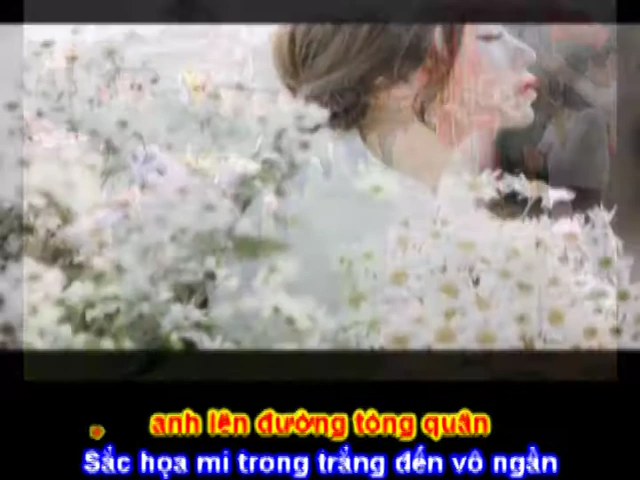 anh lên đường tòng quân
Sắc họa mi trong trắng đến vô ngần